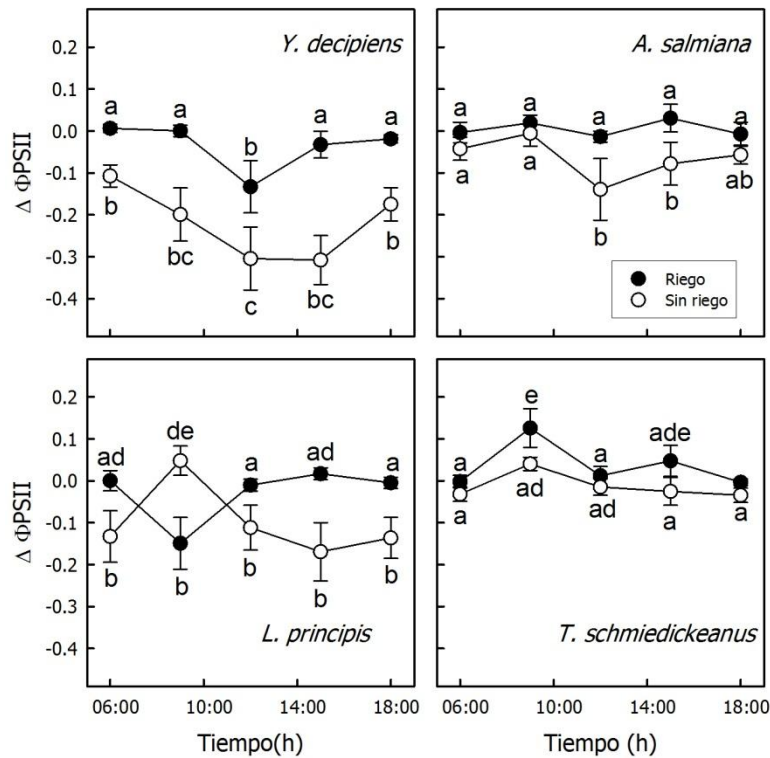 Y. decipiens
A. salmiana
0.2
0.1
0.0
-0.1
-0.2
-0.3
-0.4
Δ ΦPSII
a a b a a
b bc c bc b
a a a a a
a a b b ab
Riego
Sin riego
0.2
0.1
0.0
-0.1
-0.2
-0.3
-0.4
Δ ΦPSII
ad de a ad a
b b b b b
a e a ade a
a ad ad a a
L. principis
T. schmiedickeanus
06:00 10:00 14:00 18:00
06:00 10:00 14:00 18:00
Tiempo(h)
Tiempo (h)